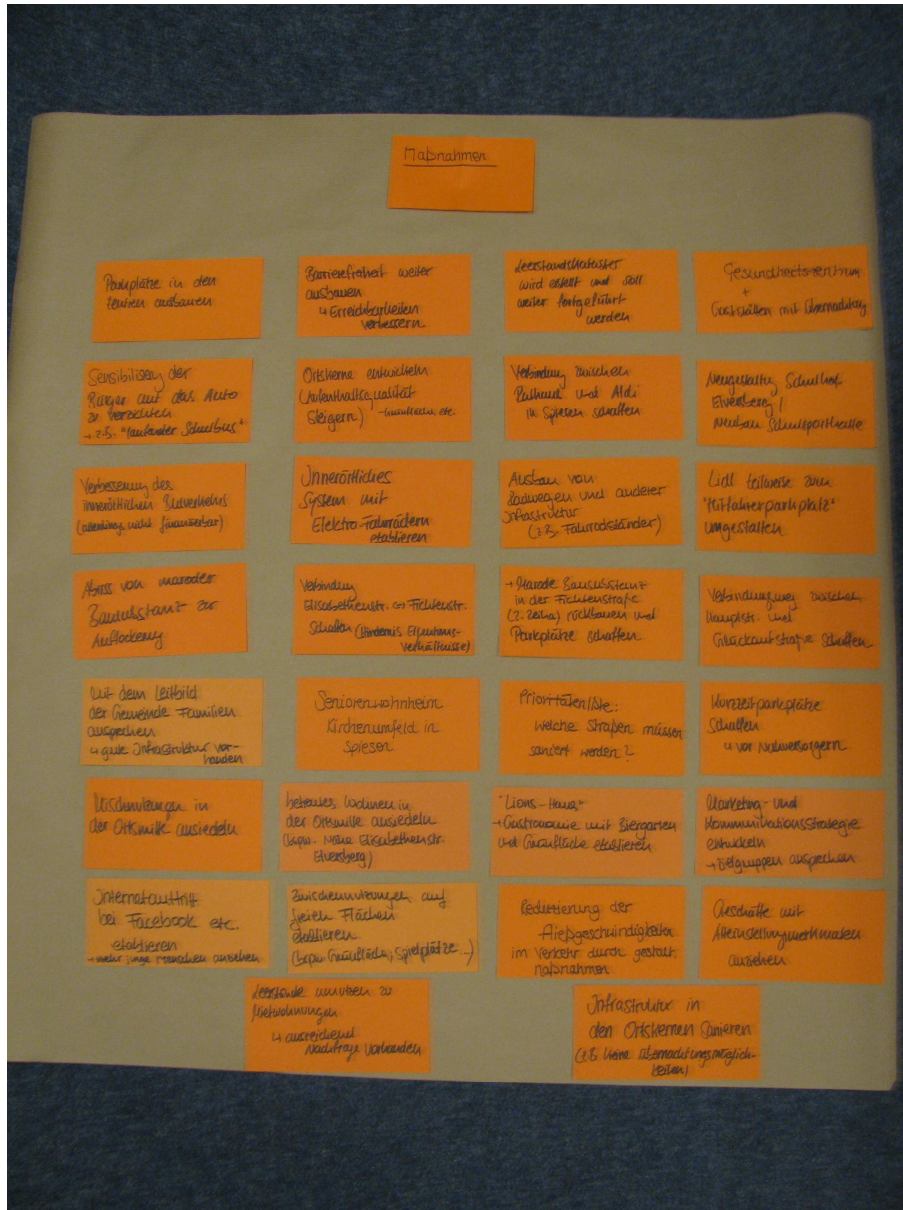 Maßnahmen
Parkplätze in den
Zentren ausbauen
Barrierefreiheit weiter
ausbauen
↳ Erreichbarkeiten
verbessern
Leerstandskataster
wird erstellt und soll
weiter fortgeführt
werden
Gesundheitszentrum
+
Gaststätten mit Übernachtung
Sensibilisierung der
Bürger auf das Auto
zu verzichten
→ z.B. "laufender Schulbus"
Ortskerne entwickeln
(Aufenthaltsqualität
steigern) - Grünfläche etc.
Verbindung zwischen
und Aldi
in Spiesen schaffen
Neugestaltung Schulhof
Elversberg /
Neubau Schulsporthalle
Verbesserung des
innerörtlichen Busverkehrs
(allerdings nicht finanzierbar)
Innerörtliches
System mit
Elektro-Fahrrädern
etablieren
Ausbau von
Radwegen und anderer
Infrastruktur
(z.B. Fahrradständer)
Lidl teilweise zum
"Mitfahrerparkplatz"
umgestalten
Abriss von maroder
Bausubstanz zur
Auflockerung
Verbindung
Elisabethenstr. ↔ Fichtenstr.
schaffen (Hindernis Eigentums-
verhältnisse)
→ Marode Bausubstanz
in der Fichtenstraße
(2. Reihe) rückbauen und
Parkplätze schaffen
Verbindungsweg zwischen
Hauptstr. und
Glückaufstraße schaffen
Mit dem Leitbild
der Gemeinde Familien
ansprechen
↳ gute Infrastruktur vor-
handen
Seniorenwohnheim
Kirchenumfeld in
Spiesen
Prioritätenliste:
welche Straßen müssen
saniert werden?
Kurzzeitparkplätze
schaffen
↳ vor Nahversorgern
Mischnutzungen in
der Ortsmitte ansiedeln
betreutes Wohnen in
der Ortsmitte ansiedeln
(bspw. Nähe Elisabethenstr.
Elversberg)
"Lions-Haus"
→ Gastronomie mit Biergarten
und Grünfläche etablieren
Marketing- und
Kommunikationsstrategie
entwickeln
→ Zielgruppen ansprechen
Internetauftritt
bei Facebook etc.
etablieren
→ mehr junge Menschen ansehen
Zwischennutzungen auf
freien Flächen
etablieren
(bspw. Grünfläche, Spielplätze ...)
Reduzierung der
Fließgeschwindigkeiten
im Verkehr durch gestalt.
Maßnahmen
Geschäfte mit
Alleinstellungsmerkmalen
ansehen
Leerstände umnutzen zu
Mietwohnungen
↳ ausreichend
Nachfrage vorhanden
Infrastruktur in
den Ortskernen sanieren
(z.B. keine Übernachtungsmöglich-
keiten)